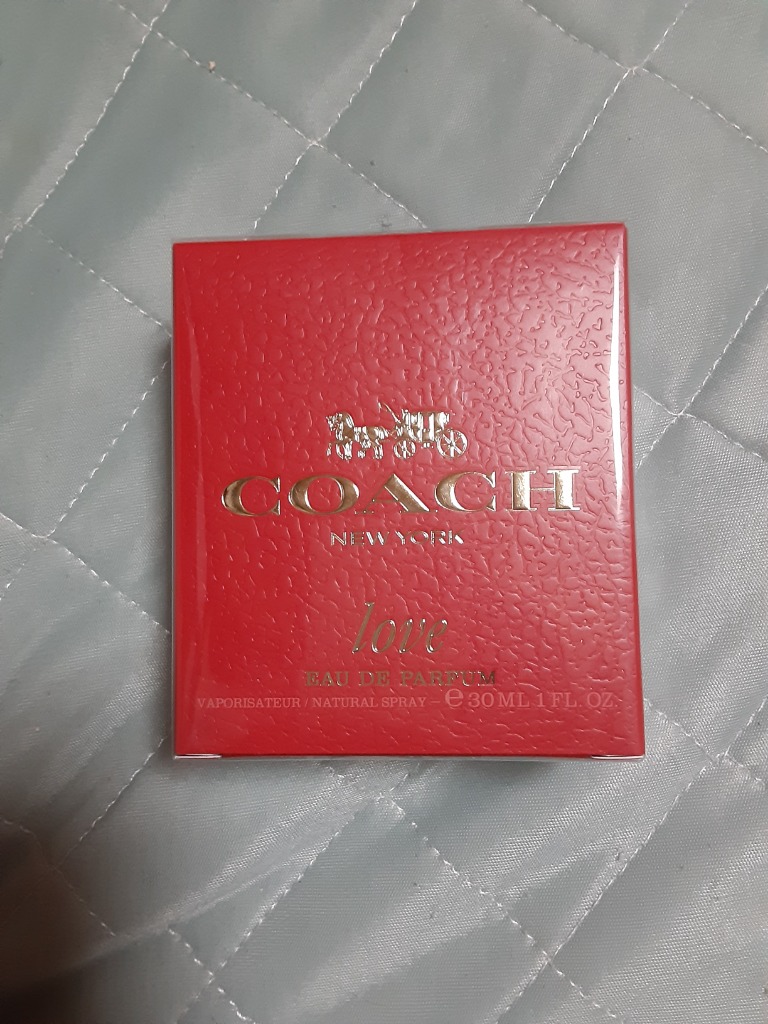 COACH
NEW YORK
love
EAU DE PARFUM
VAPORISATEUR / NATURAL SPRAY – ℮ 30 ML 1 FL. OZ.